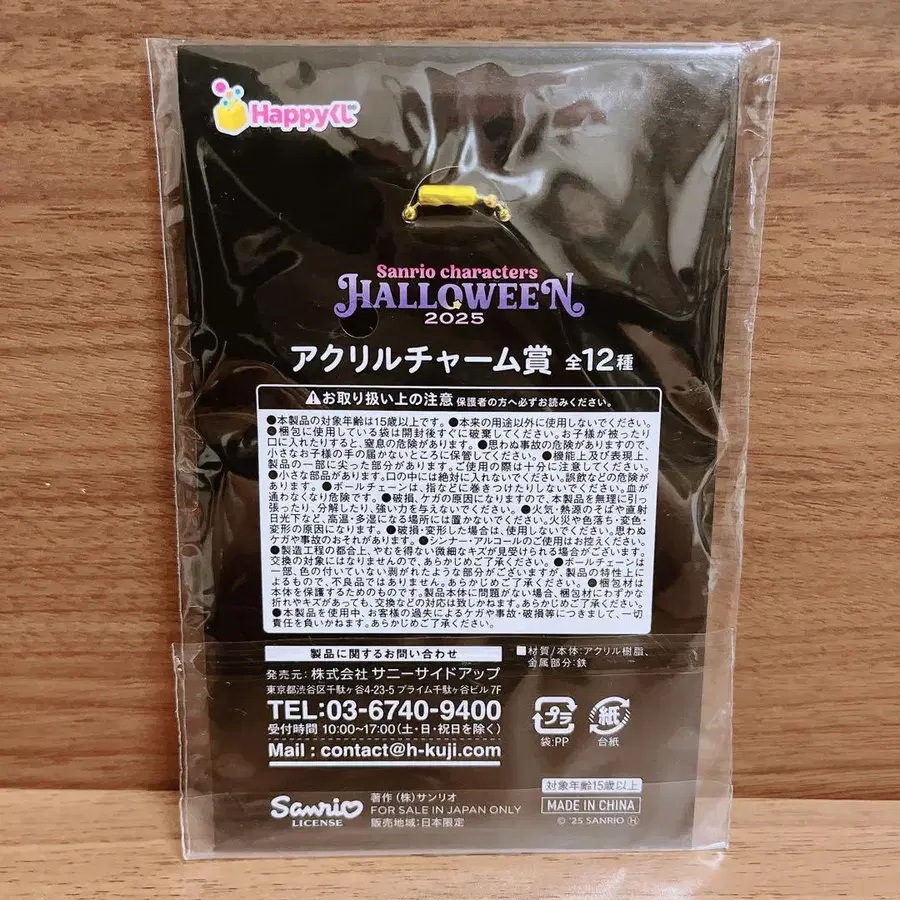 Happyくじ
Sanrio characters
HALLOWEEN
2025
アクリルチャーム賞 全12種
⚠お取り扱い上の注意 保護者の方へ必ずお読みください。
●本製品の対象年齢は15歳以上です。●本来の用途以外に使用しないでください。
●梱包に使用している袋は開封後すぐに破棄してください。お子様が被ったり
口に入れたりすると、窒息の危険があります。●思わぬ事故の危険がありますので、
小さなお子様の手の届かないところに保管してください。●機能上及び表現上、
製品の一部に尖った部分があります。ご使用の際は十分に注意してください。
●小さな部品があります。口の中には絶対に入れないでください。誤飲などの危険が
あります。●ボールチェーンは、指などに巻きつけたりしないでください。血が
通わなくなり危険です。●破損、ケガの原因になりますので、本製品を無理に引っ
張ったり、分解したり、強い力を与えないでください。●火気・熱源のそばや直射
日光下など、高温・多湿になる場所には置かないでください。火災や色落ち・変色・
変形の原因になります。●破損・変形した場合は、使用しないでください。思わぬ
ケガや事故のおそれがあります。●シンナー・アルコールのご使用はお控えください。
●製造工程の都合上、やむを得ない微細なキズが見受けられる場合がございます。
交換の対象にはなりませんので、あらかじめご了承ください。●ボールチェーンは
一部、色の付いていない剥がれたような部分がございますが、製品の特性上に
よるもので、不良品ではありません。あらかじめご了承ください。●梱包材は
本体を保護するためのものです。製品本体に問題がない場合、梱包材にわずかな
折れやキズがあっても、交換などの対応は致しかねます。あらかじめご了承ください。
●本製品を使用中、お客様の過失によるケガや事故・破損等につきまして、一切
責任を負いかねます。あらかじめご了承ください。
製品に関するお問い合わせ
発売元:株式会社 サニーサイドアップ
東京都渋谷区千駄ヶ谷4-23-5 プライム千駄ヶ谷ビル7F
TEL:03-6740-9400
受付時間 10:00~17:00(土・日・祝日を除く)
Mail : contact@h-kuji.com
■材質/本体:アクリル樹脂、
金属部分:鉄
プラ
袋:PP
紙
台紙
対象年齢15歳以上
MADE IN CHINA
© '25 SANRIO Ⓗ
Sanrio
LICENSE
著作(株)サンリオ
FOR SALE IN JAPAN ONLY
販売地域:日本限定